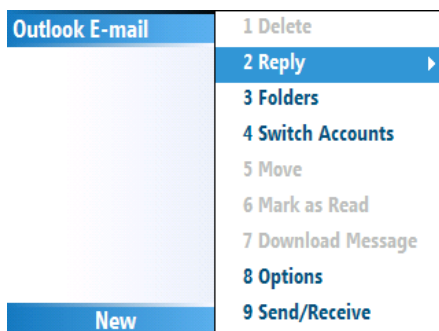 Outlook E-mail
New
1 Delete
2 Reply
3 Folders
4 Switch Accounts
5 Move
6 Mark as Read
7 Download Message
8 Options
9 Send/Receive